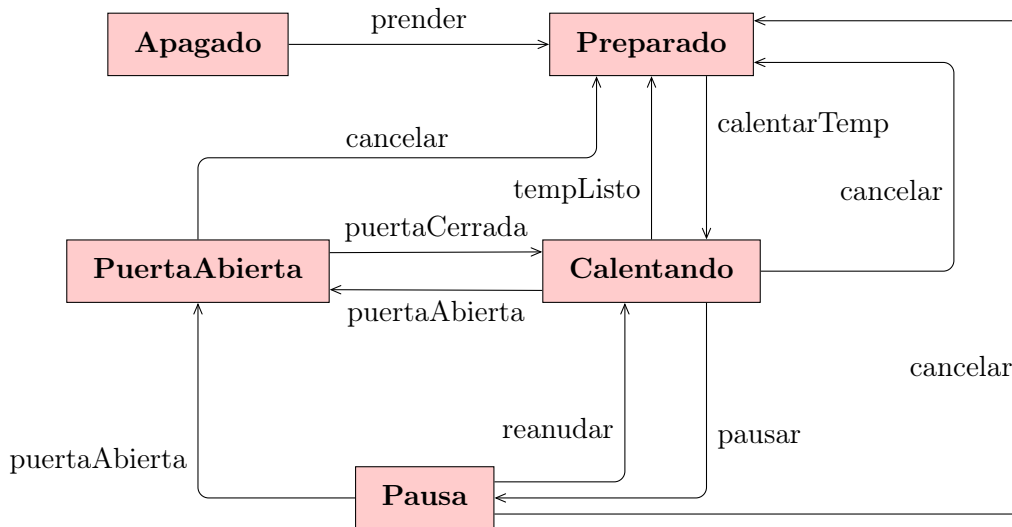 prender
Apagado
Preparado
calentarTemp
cancelar
tempListo
cancelar
puertaCerrada
PuertaAbierta
Calentando
puertaAbierta
cancelar
reanudar
pausar
puertaAbierta
Pausa